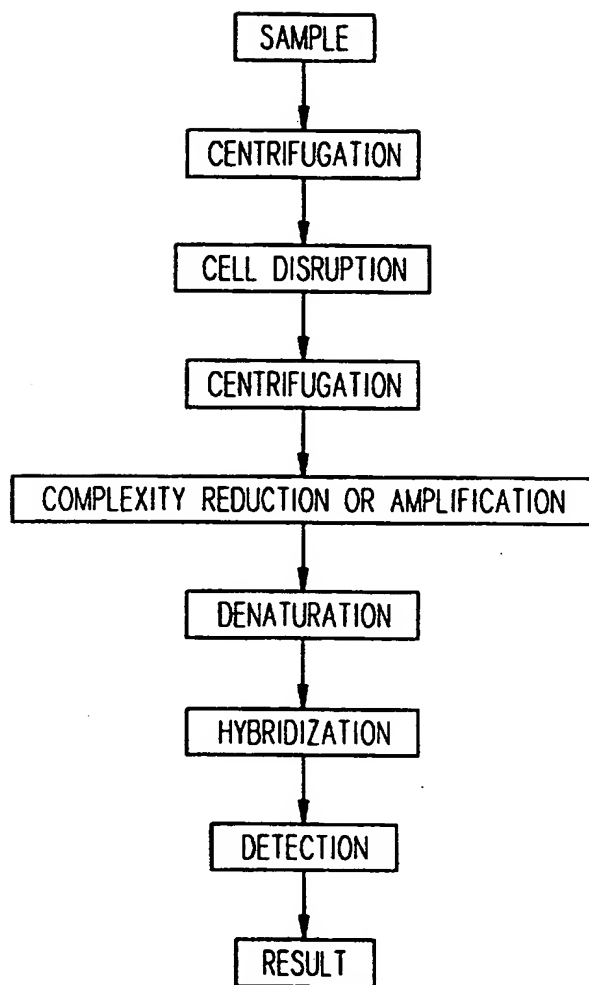 SAMPLE
CENTRIFUGATION
CELL DISRUPTION
CENTRIFUGATION
COMPLEXITY REDUCTION OR AMPLIFICATION
DENATURATION
HYBRIDIZATION
DETECTION
RESULT